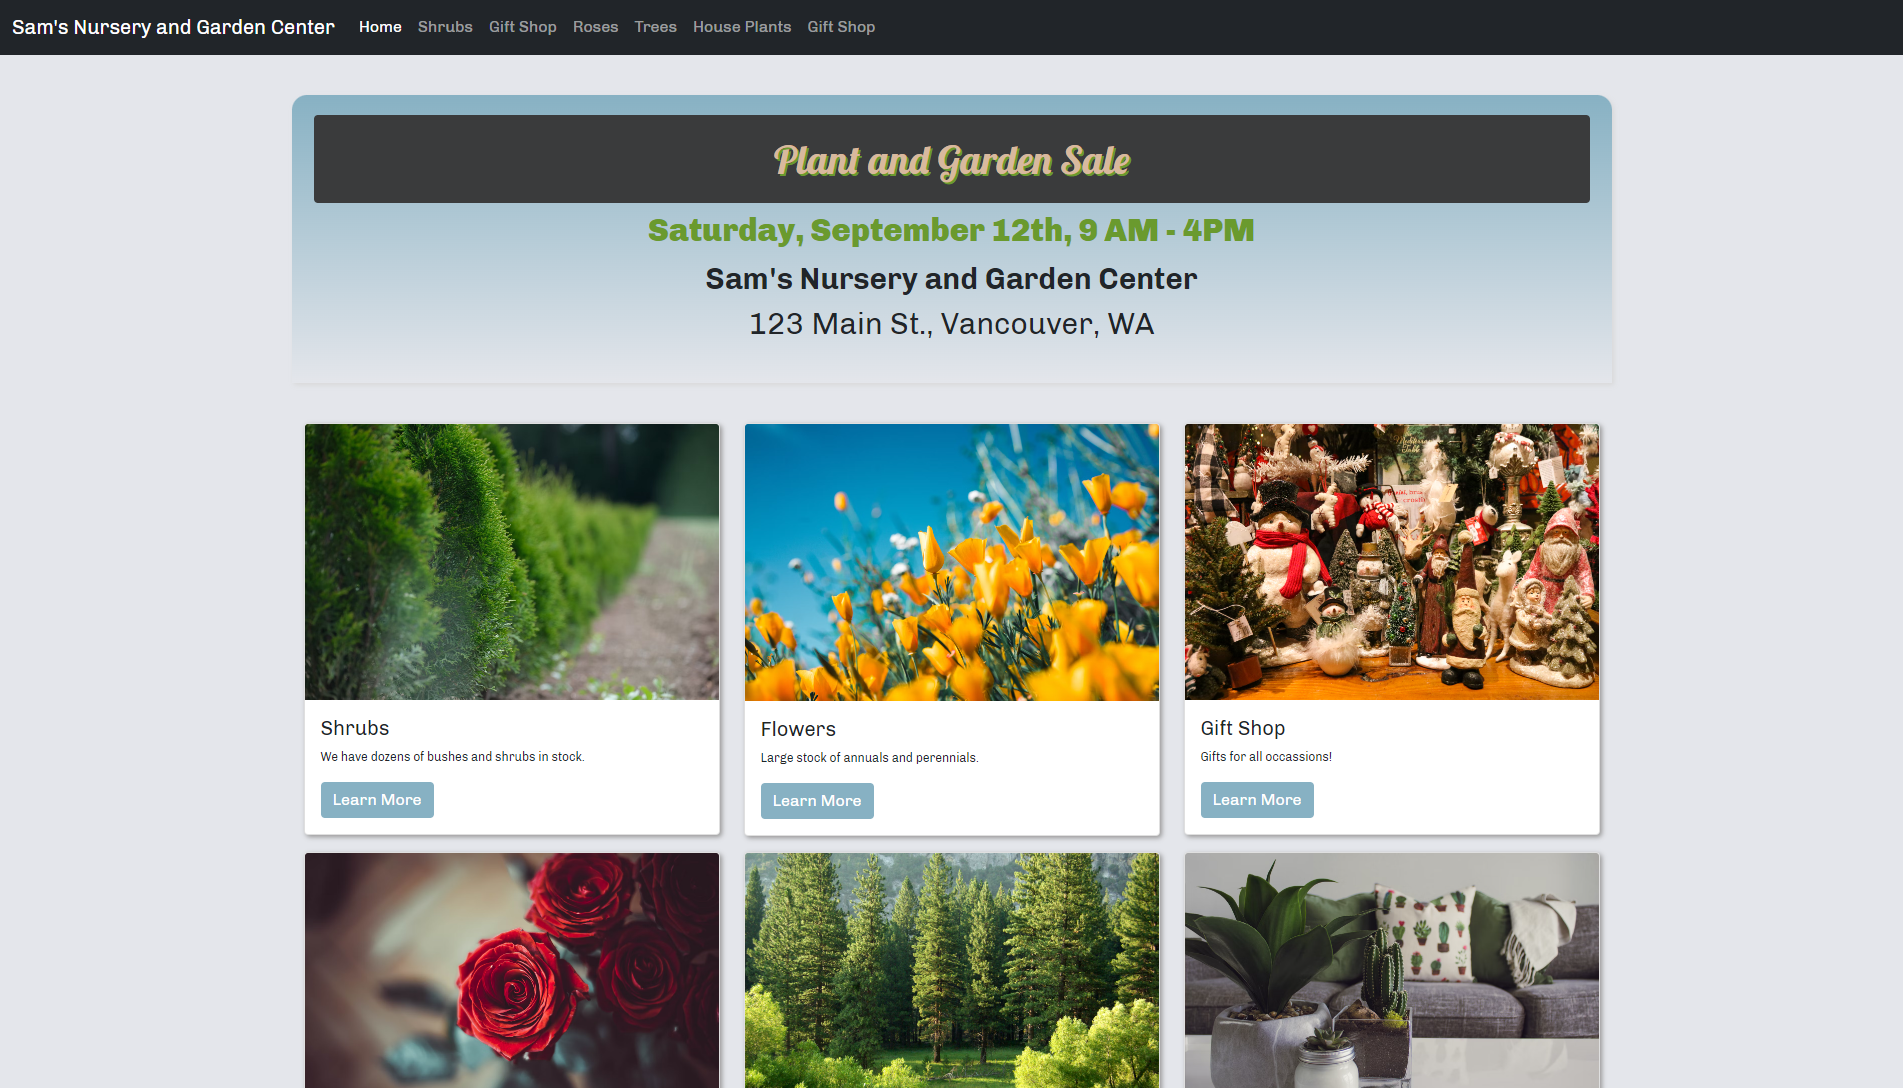 Sam's Nursery and Garden Center Home Shrubs Gift Shop Roses Trees House Plants Gift Shop
Plant and Garden Sale
Saturday, September 12th, 9 AM - 4PM
Sam's Nursery and Garden Center
123 Main St., Vancouver, WA
Shrubs
We have dozens of bushes and shrubs in stock.
Learn More
Flowers
Large stock of annuals and perennials.
Learn More
Gift Shop
Gifts for all occassions!
Learn More